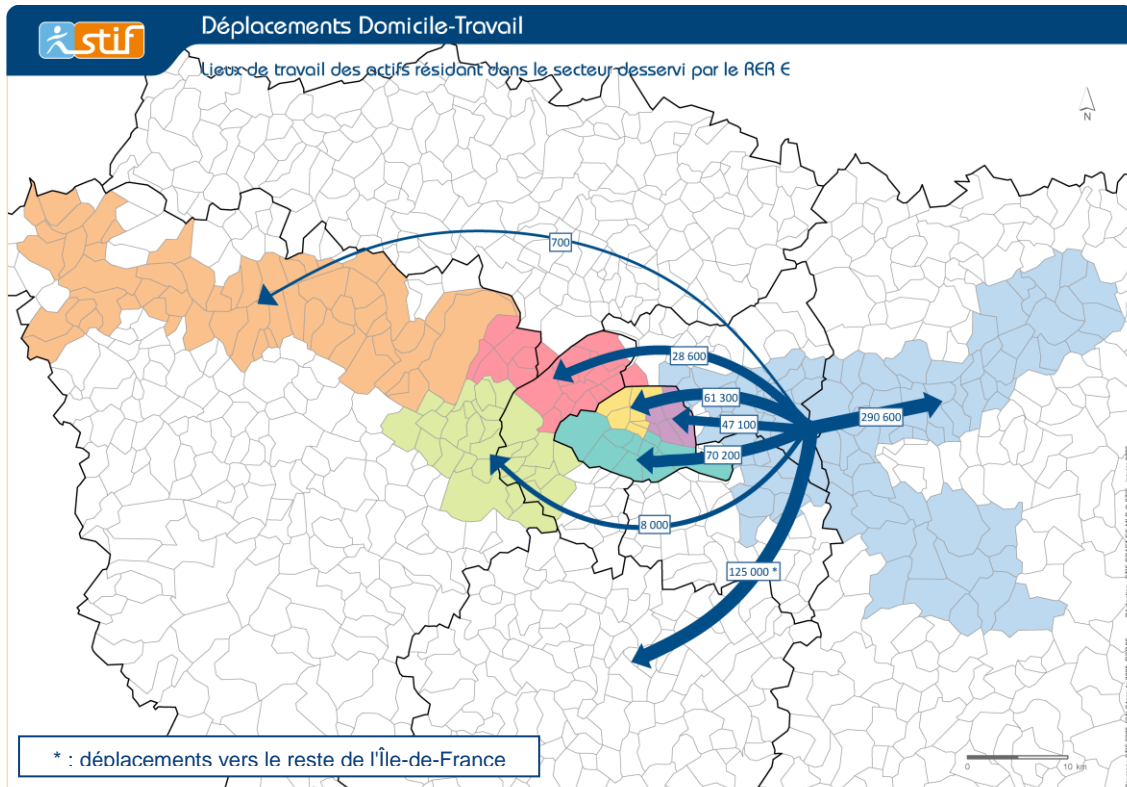 stif
Déplacements Domicile-Travail
Lieux de travail des actifs résidant dans le secteur desservi par le RER E
N
700
28 600
61 300
290 600
47 100
70 200
8 000
125 000 *
* : déplacements vers le reste de l'Île-de-France
0 10 km